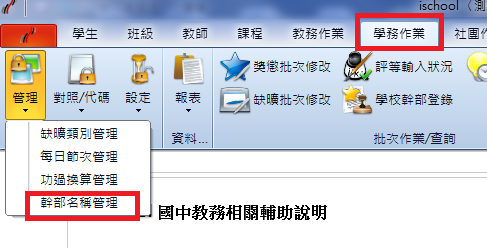 ischool〈測
學生 班級 教師 課程 教務作業 學務作業 社團作
管理 對照/代碼 設定 報表 獎懲批次修改 評等輸入狀況
缺曠批次修改 學校幹部登錄
資料... 批次作業/查詢
缺曠類別管理
每日節次管理
功過換算管理
幹部名稱管理
國中教務相關輔助說明